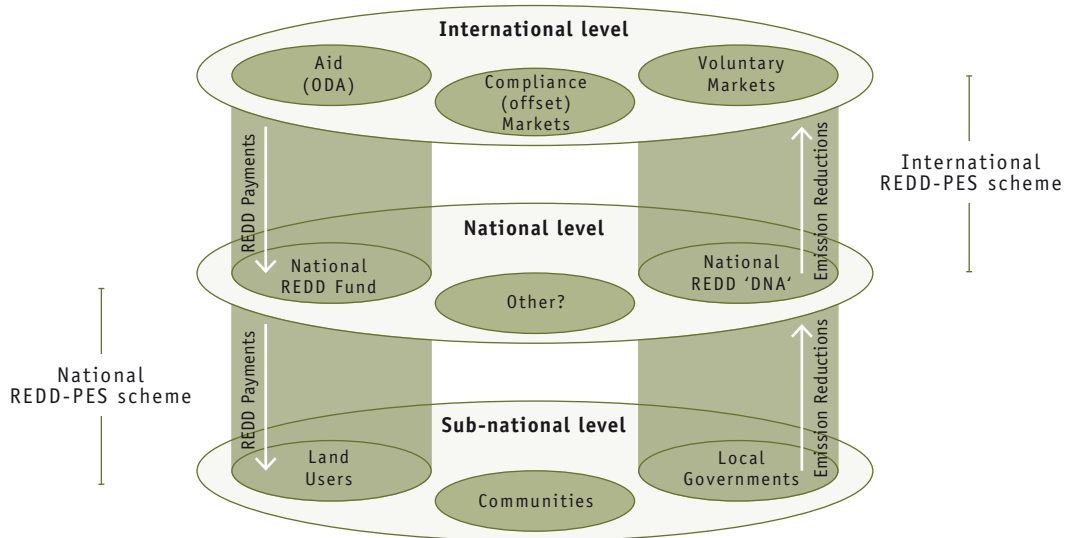 International level
Aid
(ODA)
Compliance
(offset)
Markets
Voluntary
Markets
REDD Payments
Emission Reductions
International
REDD-PES scheme
National level
National
REDD Fund
Other?
National
REDD ‘DNA‘
National
REDD-PES scheme
REDD Payments
Emission Reductions
Sub-national level
Land
Users
Communities
Local
Governments